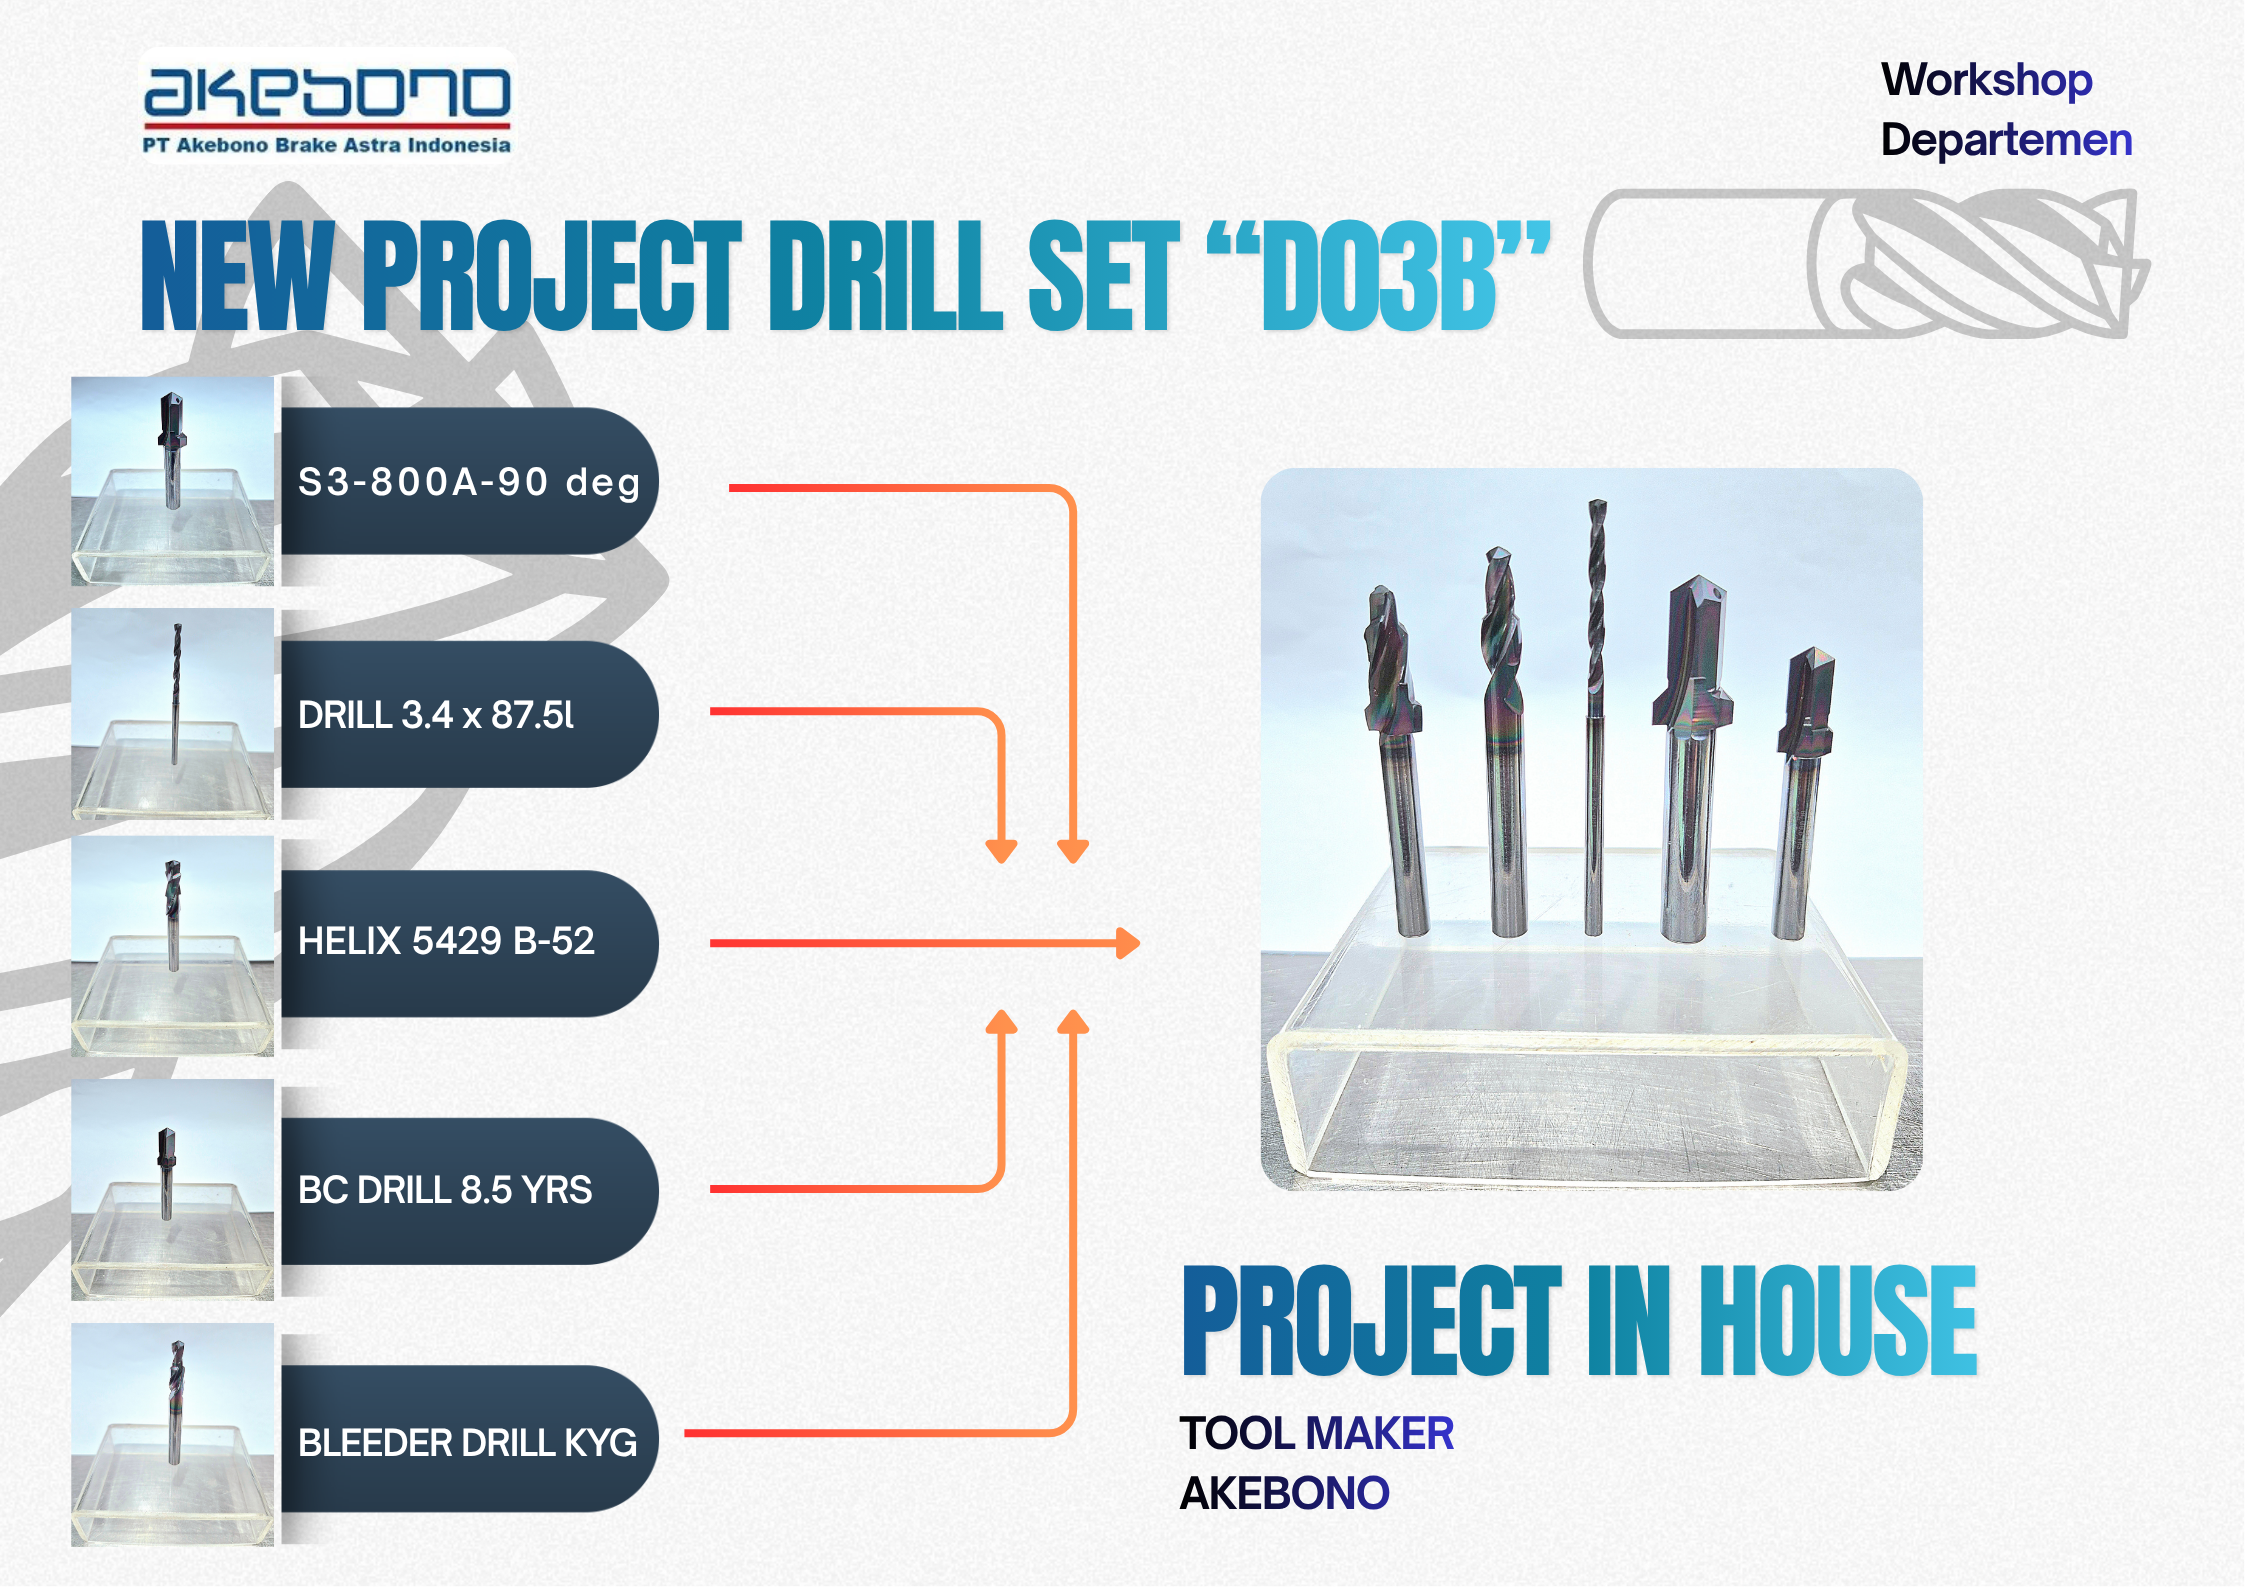 akebono
PT Akebono Brake Astra Indonesia
Workshop
Departemen
NEW PROJECT DRILL SET “D03B”
S3-800A-90 deg
DRILL 3.4 x 87.5l
HELIX 5429 B-52
BC DRILL 8.5 YRS
BLEEDER DRILL KYG
PROJECT IN HOUSE
TOOL MAKER
AKEBONO